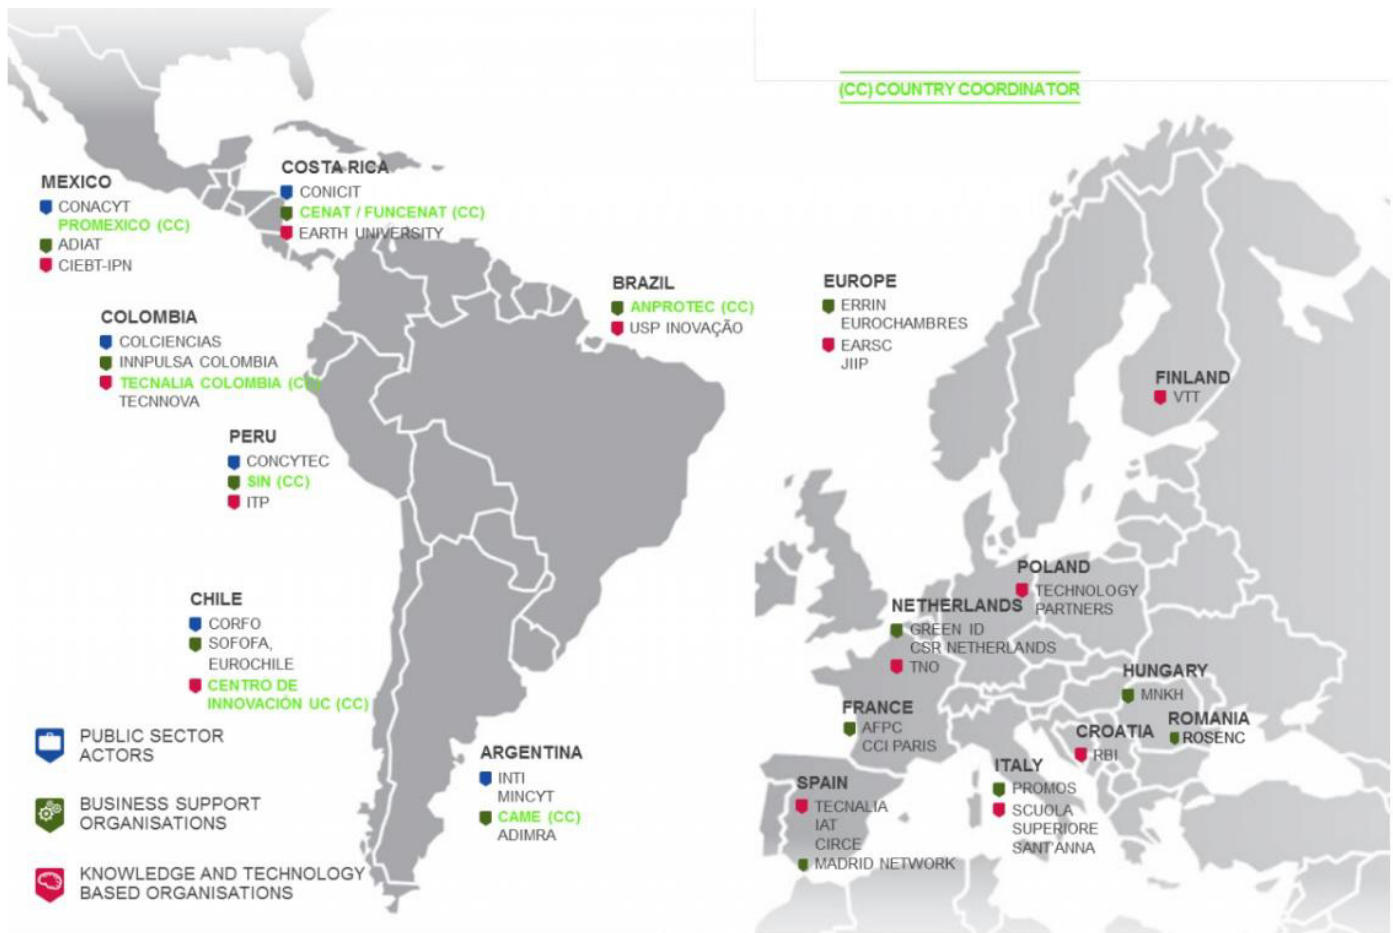 (CC) COUNTRY COORDINATOR
MEXICO
CONACYT
PROMEXICO (CC)
ADIAT
CIEBT-IPN
COSTA RICA
CONICIT
CENAT / FUNCENAT (CC)
EARTH UNIVERSITY
COLOMBIA
COLCIENCIAS
INNPULSA COLOMBIA
TECNALIA COLOMBIA (CC)
TECNNOVA
BRAZIL
ANPROTEC (CC)
USP INOVAÇÃO
PERU
CONCYTEC
SIN (CC)
ITP
CHILE
CORFO
SOFOFA,
EUROCHILE
CENTRO DE
INNOVACIÓN UC (CC)
ARGENTINA
INTI
MINCYT
CAME (CC)
ADIMRA
PUBLIC SECTOR
ACTORS
BUSINESS SUPPORT
ORGANISATIONS
KNOWLEDGE AND TECHNOLOGY
BASED ORGANISATIONS
EUROPE
ERRIN
EUROCHAMBRES
EARSC
JIIP
FINLAND
VTT
POLAND
TECHNOLOGY
PARTNERS
NETHERLANDS
GREEN ID
CSR NETHERLANDS
TNO
HUNGARY
MNKH
FRANCE
AFPC
CCI PARIS
ROMANIA
ROSENC
CROATIA
RBI
ITALY
PROMOS
SCUOLA
SUPERIORE
SANT'ANNA
SPAIN
TECNALIA
IAT
CIRCE
MADRID NETWORK